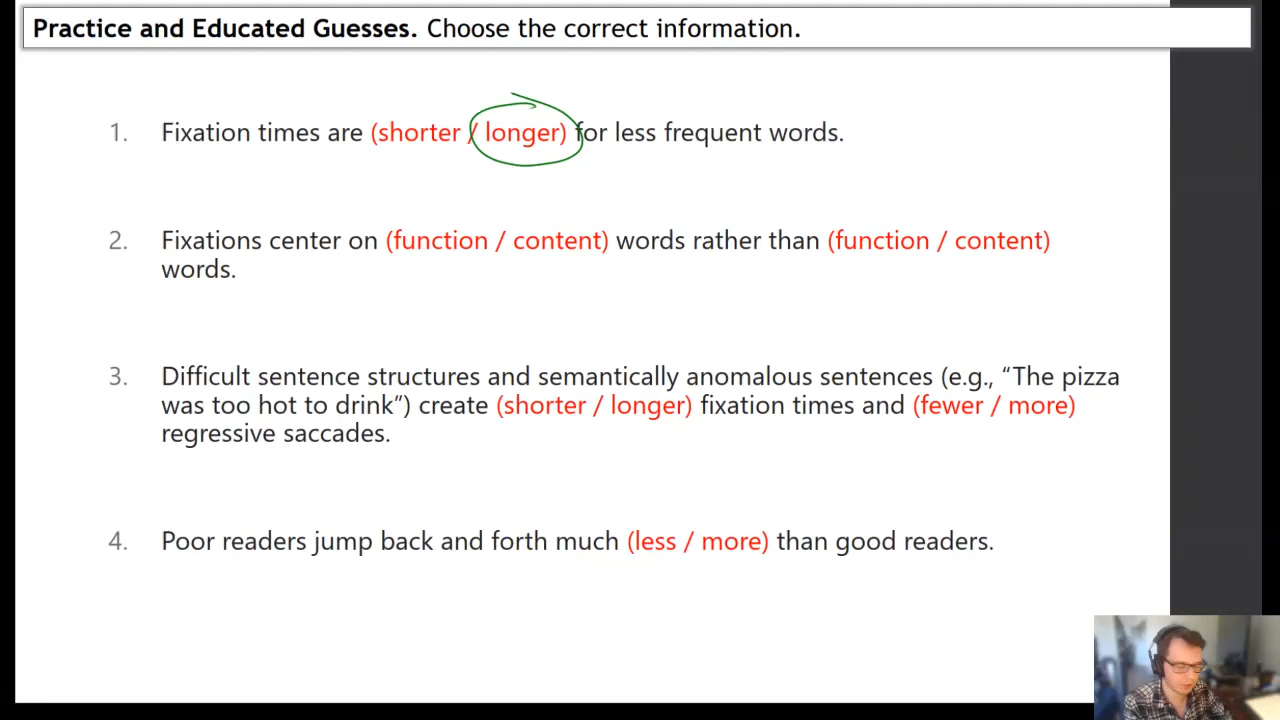 Practice and Educated Guesses. Choose the correct information.
1. Fixation times are (shorter / longer) for less frequent words.
2. Fixations center on (function / content) words rather than (function / content)
words.
3. Difficult sentence structures and semantically anomalous sentences (e.g., “The pizza
was too hot to drink”) create (shorter / longer) fixation times and (fewer / more)
regressive saccades.
4. Poor readers jump back and forth much (less / more) than good readers.